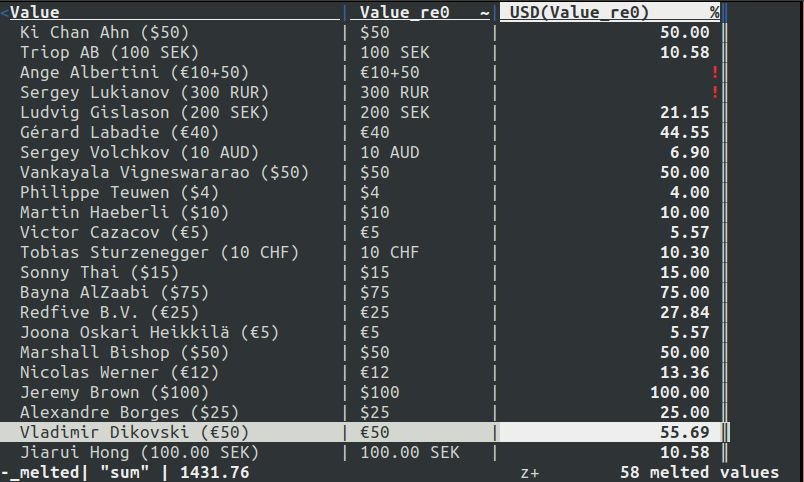 <Value | Value_re0 ~| USD(Value_re0) %
Ki Chan Ahn ($50) | $50 | 50.00
Triop AB (100 SEK) | 100 SEK | 10.58
Ange Albertini (€10+50) | €10+50 | !
Sergey Lukianov (300 RUR) | 300 RUR | !
Ludvig Gislason (200 SEK) | 200 SEK | 21.15
Gérard Labadie (€40) | €40 | 44.55
Sergey Volchkov (10 AUD) | 10 AUD | 6.90
Vankayala Vigneswararao ($50) | $50 | 50.00
Philippe Teuwen ($4) | $4 | 4.00
Martin Haeberli ($10) | $10 | 10.00
Victor Cazacov (€5) | €5 | 5.57
Tobias Sturzenegger (10 CHF) | 10 CHF | 10.30
Sonny Thai ($15) | $15 | 15.00
Bayna AlZaabi ($75) | $75 | 75.00
Redfive B.V. (€25) | €25 | 27.84
Joona Oskari Heikkilä (€5) | €5 | 5.57
Marshall Bishop ($50) | $50 | 50.00
Nicolas Werner (€12) | €12 | 13.36
Jeremy Brown ($100) | $100 | 100.00
Alexandre Borges ($25) | $25 | 25.00
Vladimir Dikovski (€50) | €50 | 55.69
Jiarui Hong (100.00 SEK) | 100.00 SEK | 10.58
-_melted| "sum" | 1431.76 z+ 58 melted values